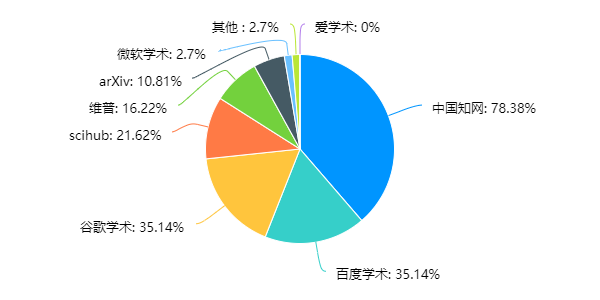 其他 : 2.7%
爱学术: 0%
微软学术: 2.7%
arXiv: 10.81%
维普: 16.22%
中国知网: 78.38%
scihub: 21.62%
谷歌学术: 35.14%
百度学术: 35.14%